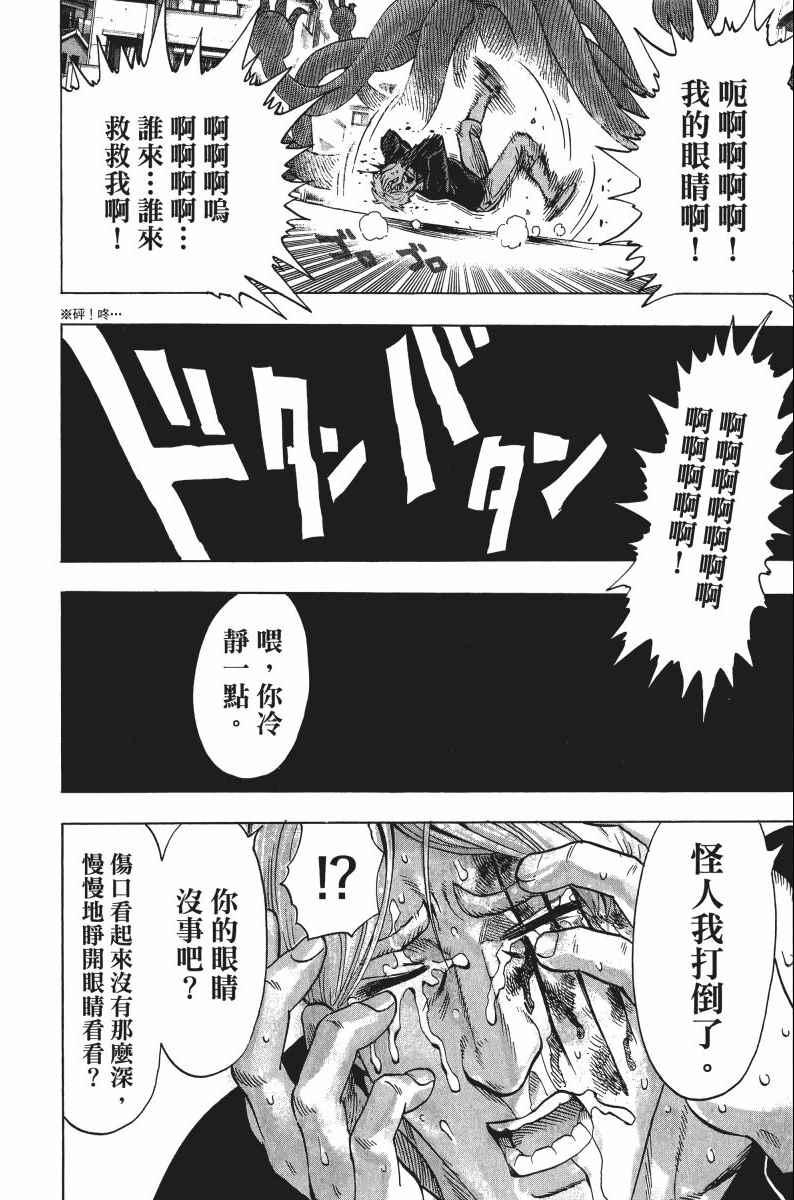 呃啊啊啊啊！
我的眼睛啊！
啊啊啊嗚
啊啊啊啊…
誰來…誰來
救救我啊！
ゴロ
ゴロ
※砰！咚…
啊啊啊啊啊啊啊
啊啊啊啊啊！
バタン
ドタン
喂，你冷
靜一點。
怪人我打倒了。
!?
你的眼睛
沒事吧？
傷口看起來沒有那麼深，
慢慢地睜開眼睛看看？